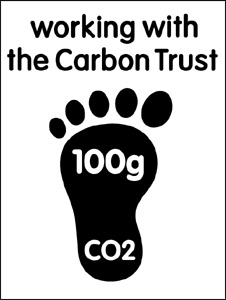 working with
the Carbon Trust
100g
CO2